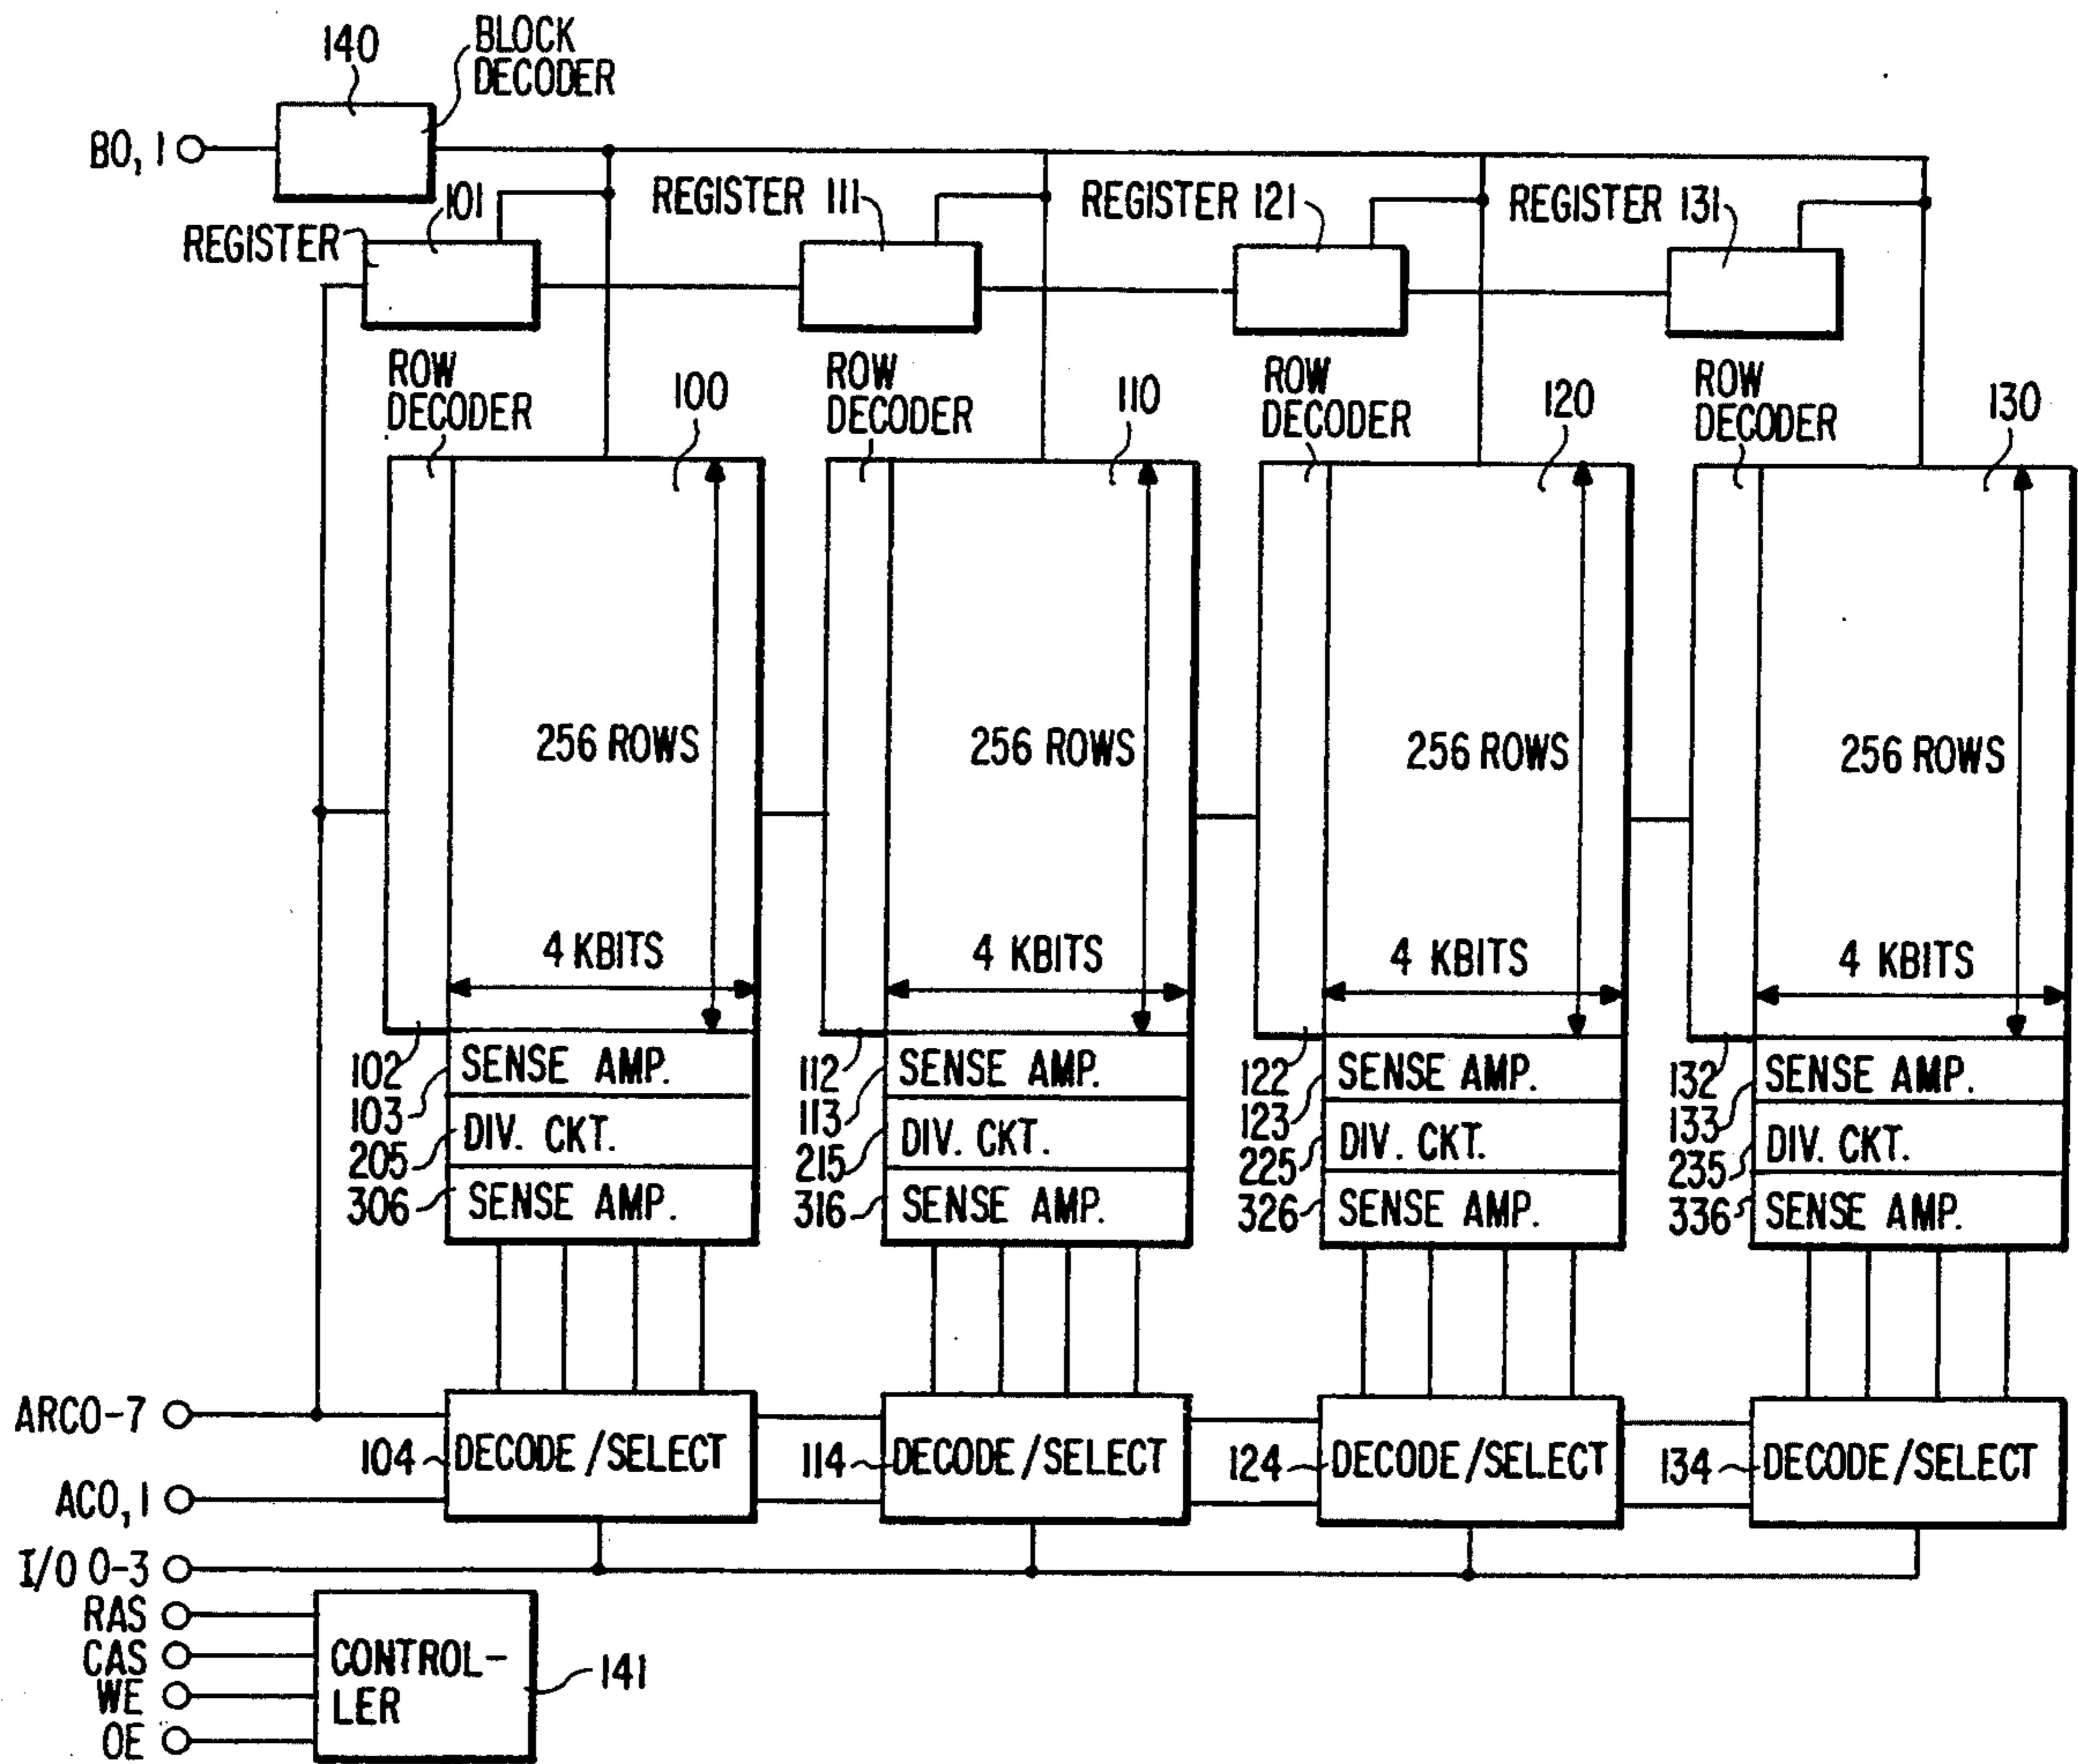 140
BLOCK
DECODER
B0, 1
101
REGISTER
REGISTER 111
REGISTER 121
REGISTER 131
ROW
DECODER
100
ROW
DECODER
110
ROW
DECODER
120
ROW
DECODER
130
256 ROWS
256 ROWS
256 ROWS
256 ROWS
4 KBITS
4 KBITS
4 KBITS
4 KBITS
102
103
205
306
SENSE AMP.
DIV. CKT.
SENSE AMP.
112
113
215
316
SENSE AMP.
DIV. CKT.
SENSE AMP.
122
123
225
326
SENSE AMP.
DIV. CKT.
SENSE AMP.
132
133
235
336
SENSE AMP.
DIV. CKT.
SENSE AMP.
ARC0-7
104
DECODE/SELECT
114
DECODE/SELECT
124
DECODE/SELECT
134
DECODE/SELECT
AC0, 1
I/O 0-3
RAS
CAS
WE
OE
CONTROL-
LER
141